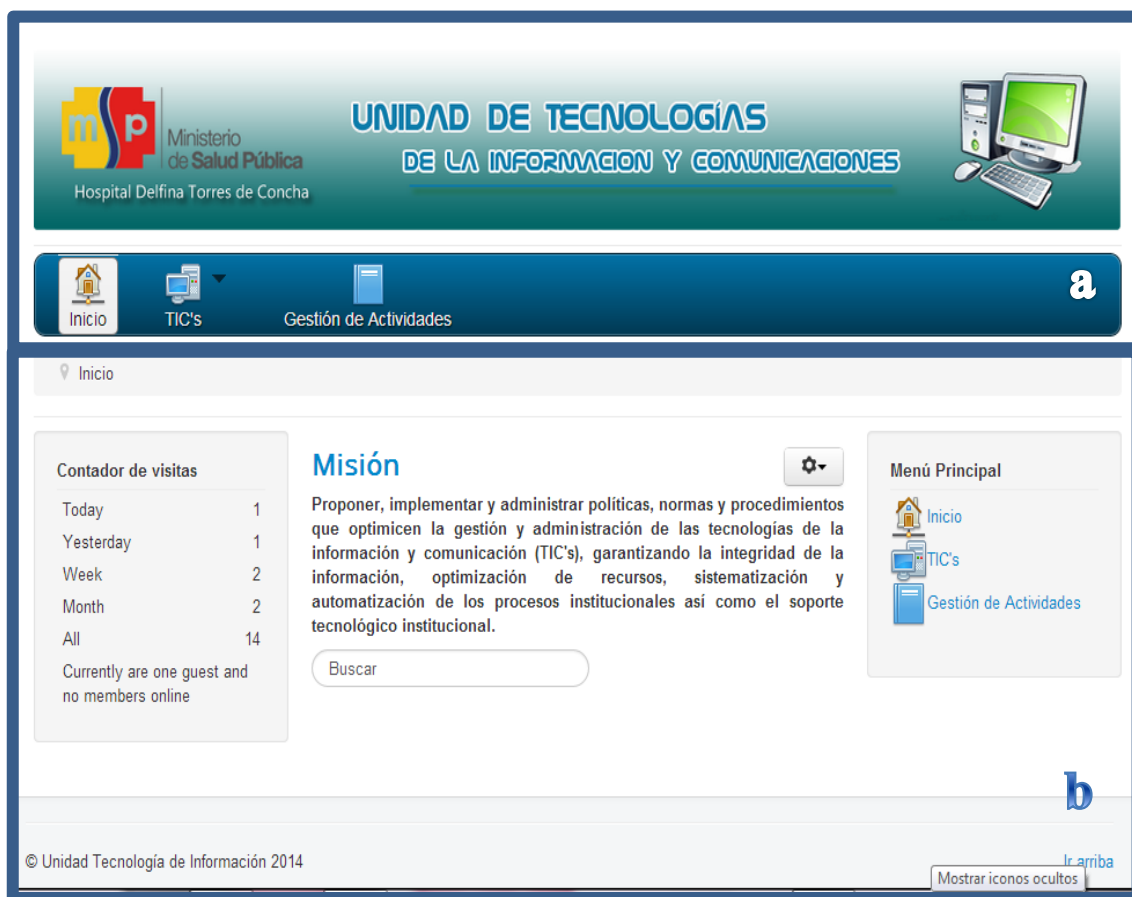 msp
Ministerio
de Salud Pública
Hospital Delfina Torres de Concha
UNIDAD DE TECNOLOGÍAS
DE LA INFORMACION Y COMUNICACIONES
Inicio
TIC's
Gestión de Actividades
a
Inicio
Contador de visitas
Today 1
Yesterday 1
Week 2
Month 2
All 14
Currently are one guest and
no members online
Misión
Proponer, implementar y administrar políticas, normas y procedimientos
que optimicen la gestión y administración de las tecnologías de la
información y comunicación (TIC's), garantizando la integridad de la
información, optimización de recursos, sistematización y
automatización de los procesos institucionales así como el soporte
tecnológico institucional.
Buscar
Menú Principal
Inicio
TIC's
Gestión de Actividades
b
© Unidad Tecnología de Información 2014
Ir arriba
Mostrar iconos ocultos